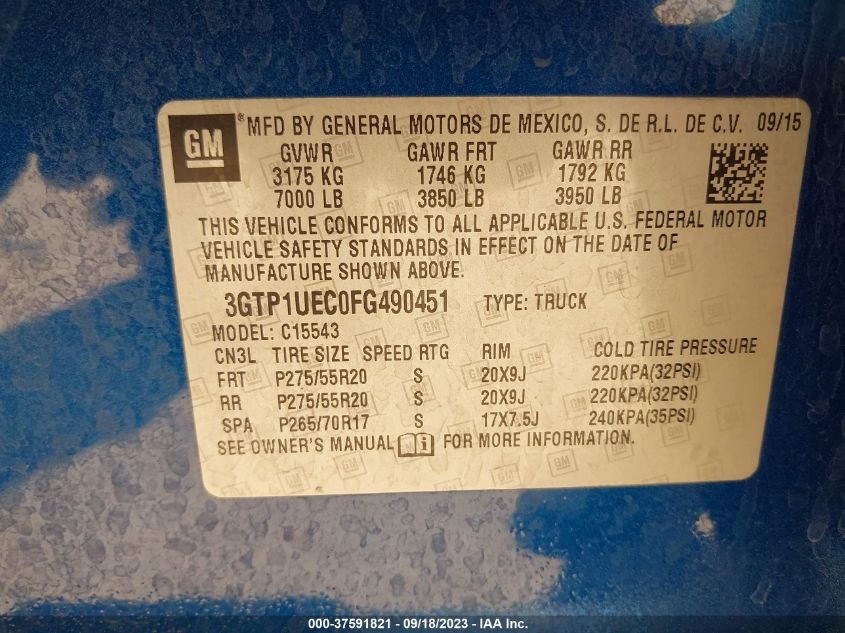 GM ® MFD BY GENERAL MOTORS DE MEXICO, S. DE R.L. DE C.V. 09/15
GVWR GAWR FRT GAWR RR
3175 KG 1746 KG 1792 KG
7000 LB 3850 LB 3950 LB
THIS VEHICLE CONFORMS TO ALL APPLICABLE U.S. FEDERAL MOTOR
VEHICLE SAFETY STANDARDS IN EFFECT ON THE DATE OF
MANUFACTURE SHOWN ABOVE.
3GTP1UEC0FG490451 TYPE: TRUCK
MODEL: C15543
CN3L TIRE SIZE SPEED RTG RIM COLD TIRE PRESSURE
FRT P275/55R20 S 20X9J 220KPA(32PSI)
RR P275/55R20 S 20X9J 220KPA(32PSI)
SPA P265/70R17 S 17X7.5J 240KPA(35PSI)
SEE OWNER'S MANUAL FOR MORE INFORMATION.
000-37591821 - 09/18/2023 - IAA Inc.